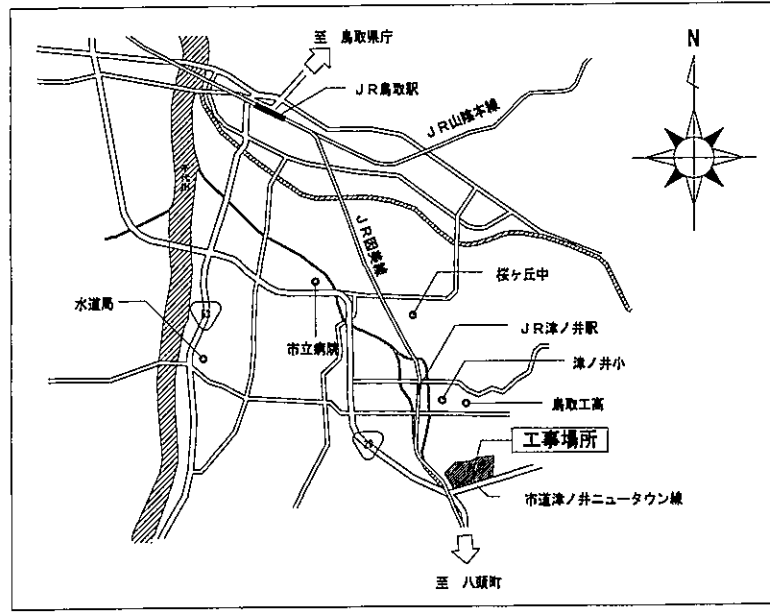 至 鳥取県庁
N
JR鳥取駅
JR山陰本線
JR因美線
桜ヶ丘中
水道局
市立病院
JR津ノ井駅
津ノ井小
鳥取工高
工事場所
市道津ノ井ニュータウン線
至 八頭町